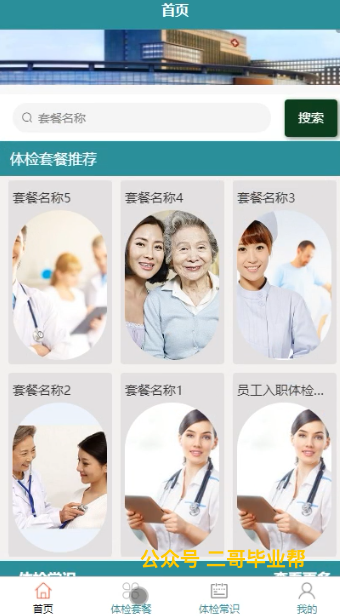 首页
套餐名称
搜索
体检套餐推荐
套餐名称5
套餐名称4
套餐名称3
套餐名称2
套餐名称1
员工入职体检...
公众号 二哥毕业帮
体检常识
查看更多
首页
体检套餐
体检常识
我的